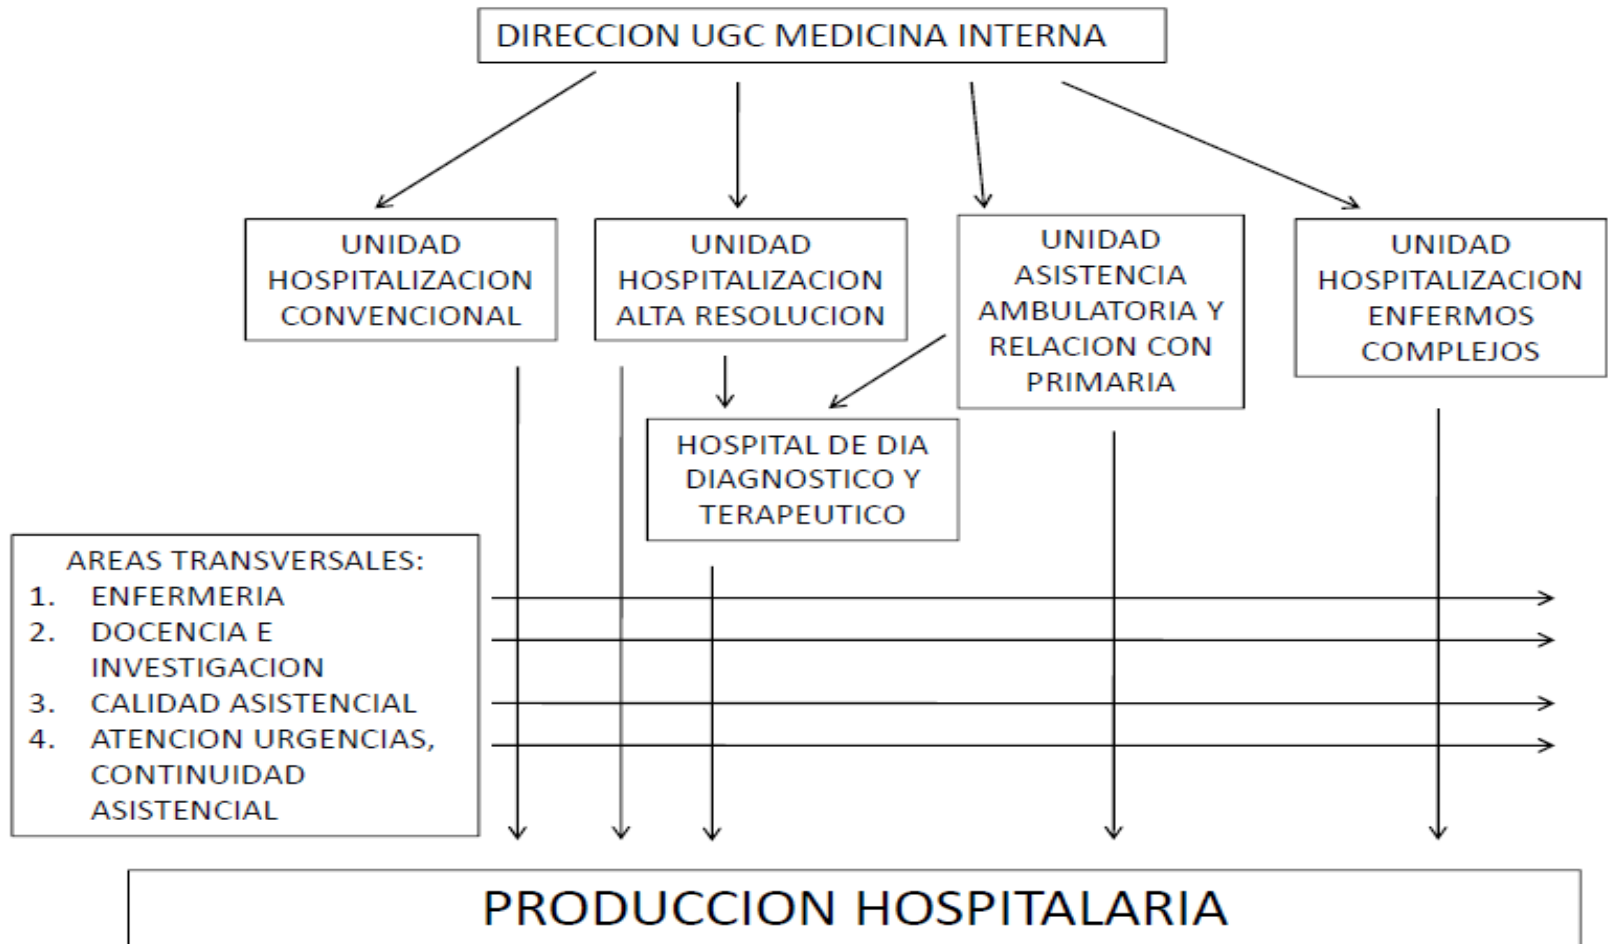 DIRECCION UGC MEDICINA INTERNA
UNIDAD
HOSPITALIZACION
CONVENCIONAL
UNIDAD
HOSPITALIZACION
ALTA RESOLUCION
UNIDAD
ASISTENCIA
AMBULATORIA Y
RELACION CON
PRIMARIA
UNIDAD
HOSPITALIZACION
ENFERMOS
COMPLEJOS
HOSPITAL DE DIA
DIAGNOSTICO Y
TERAPEUTICO
AREAS TRANSVERSALES:
1. ENFERMERIA
2. DOCENCIA E
INVESTIGACION
3. CALIDAD ASISTENCIAL
4. ATENCION URGENCIAS,
CONTINUIDAD
ASISTENCIAL
PRODUCCION HOSPITALARIA